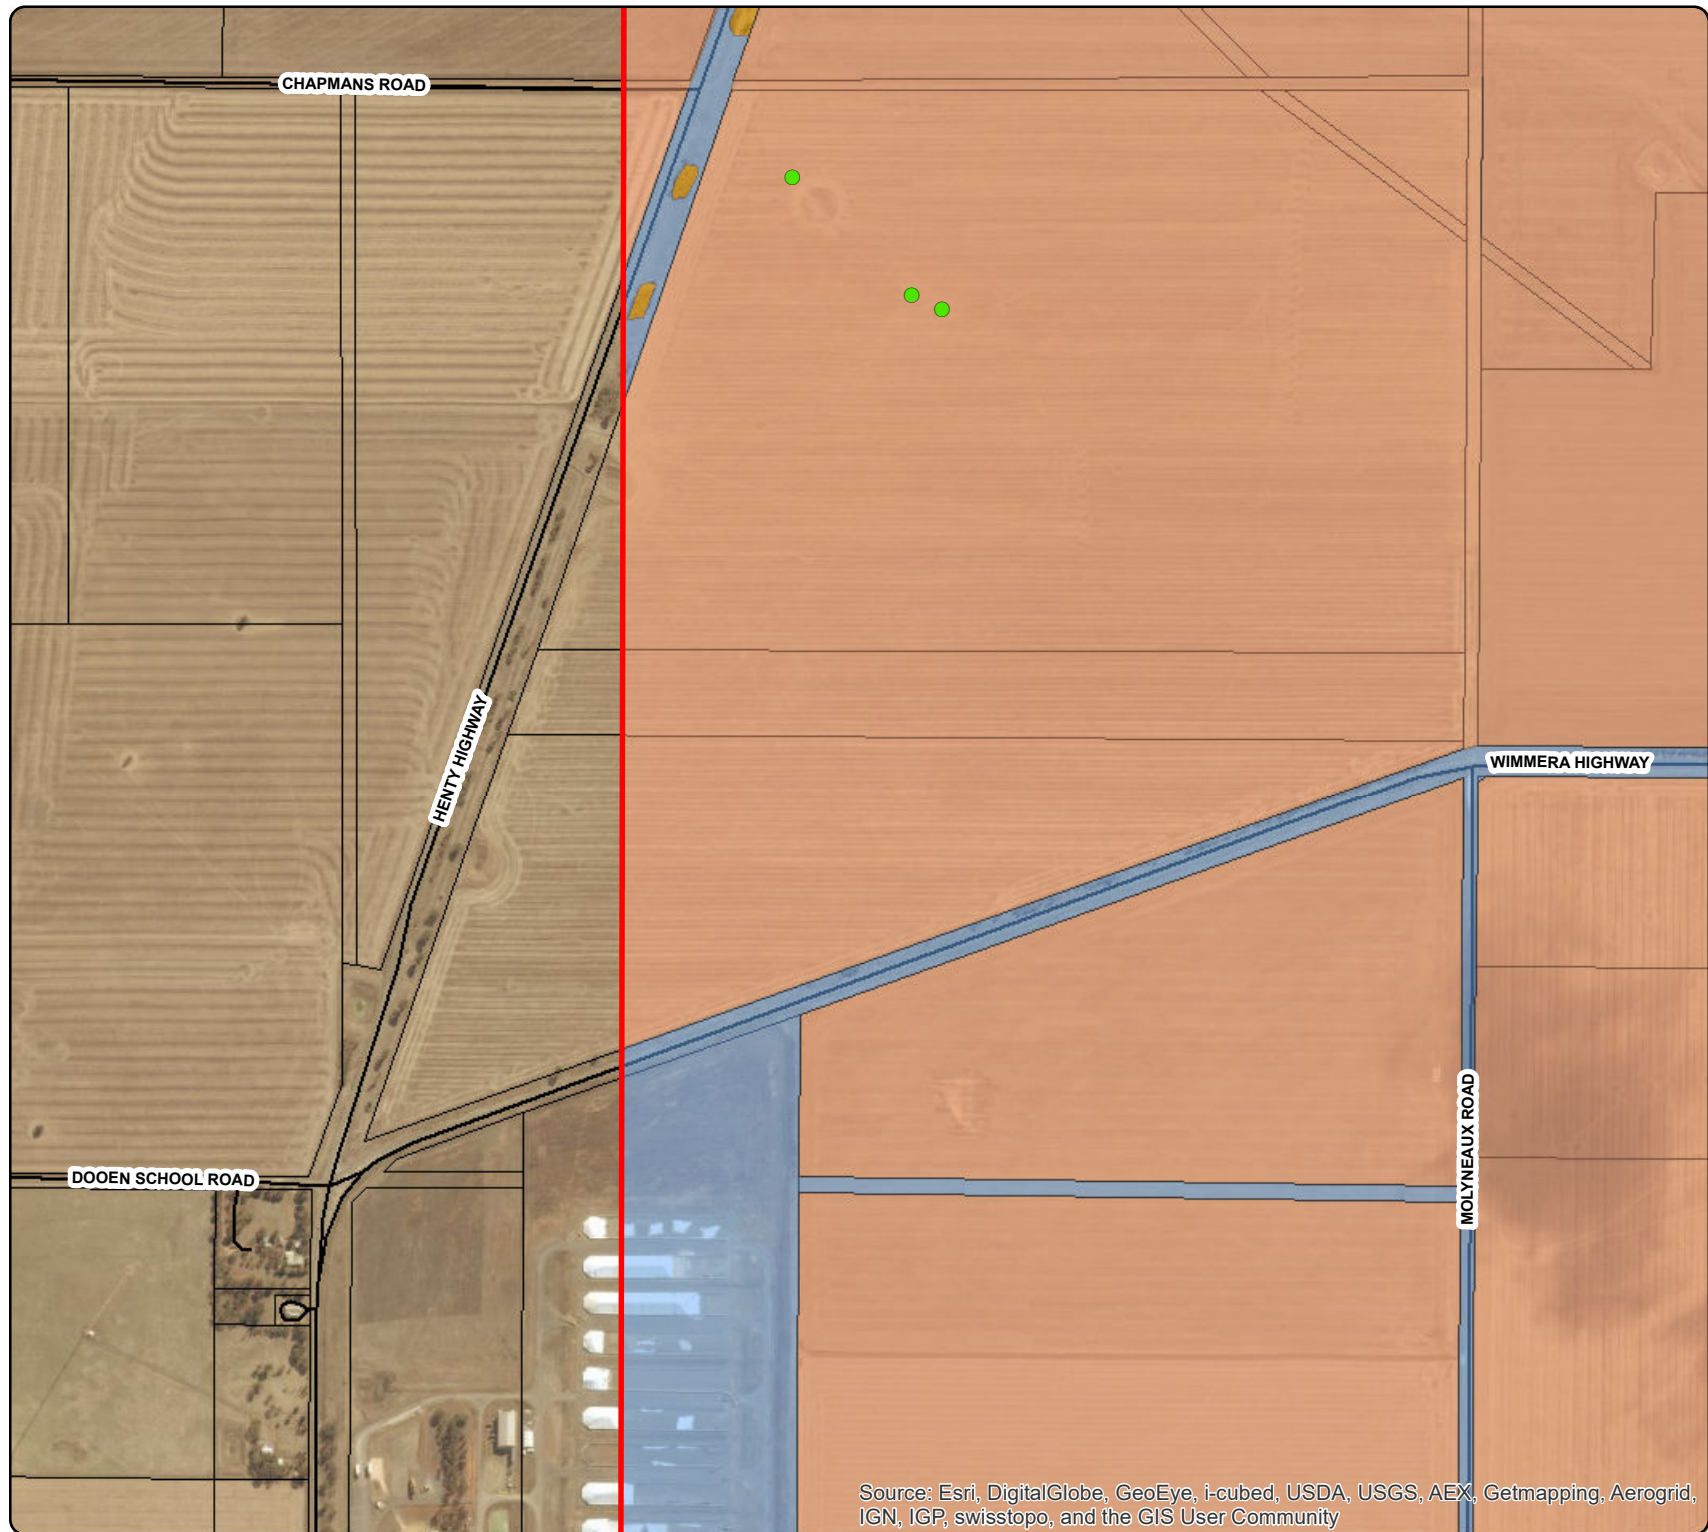 CHAPMANS ROAD
HENTY HIGHWAY
WIMMERA HIGHWAY
MOLYNEAUX ROAD
DOOEN SCHOOL ROAD
Source: Esri, DigitalGlobe, GeoEye, i-cubed, USDA, USGS, AEX, Getmapping, Aerogrid,
IGN, IGP, swisstopo, and the GIS User Community